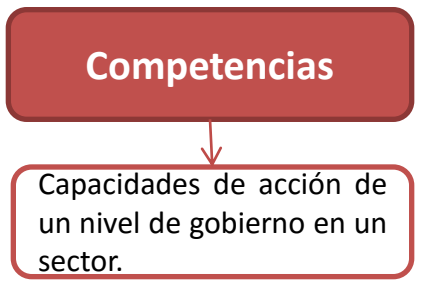 Competencias
Capacidades de acción de
un nivel de gobierno en un
sector.